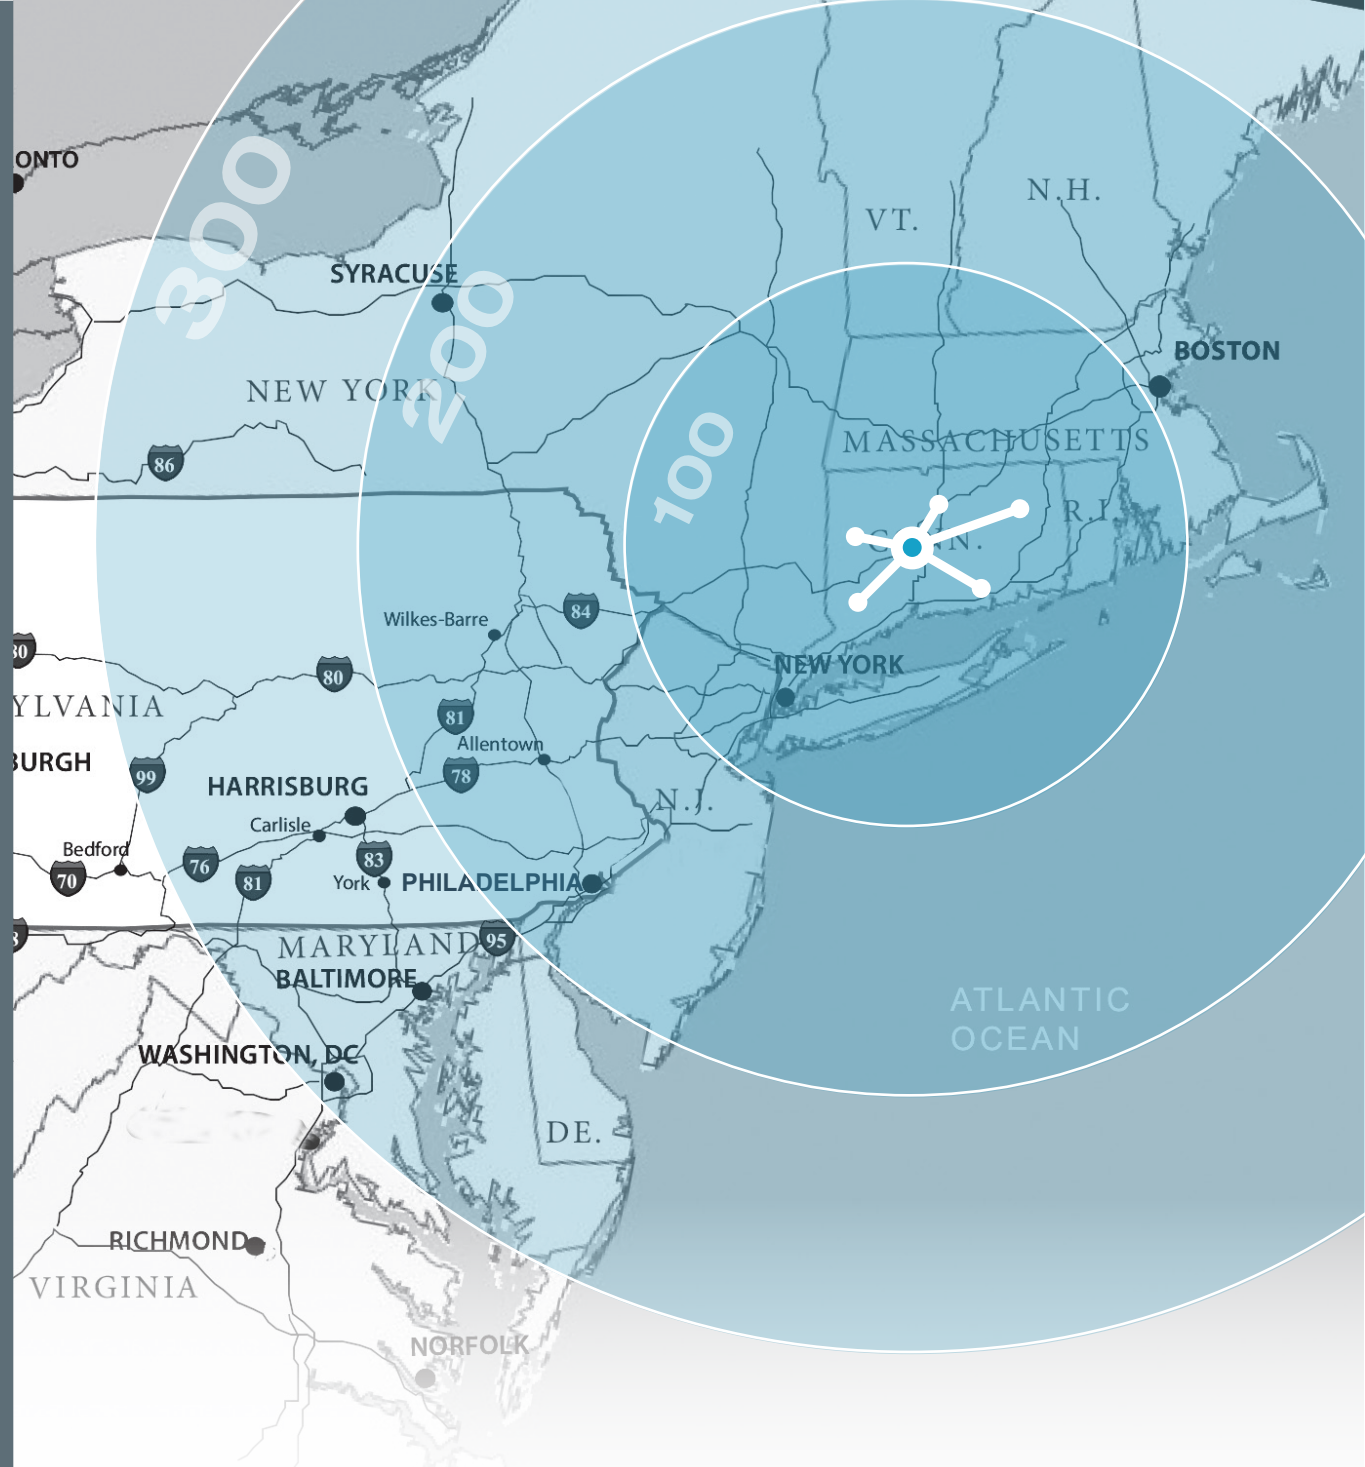 ONTO
300
N.H.
VT.
SYRACUSE
200
BOSTON
NEW YORK
100
MASSACHUSETTS
86
R.I.
CONN.
84
Wilkes-Barre
80
NEW YORK
80
YLVANIA
81
Allentown
BURGH
99
78
HARRISBURG
N.J.
Carlisle
Bedford
76
83
70
81
York
PHILADELPHIA
95
MARYLAND
BALTIMORE
ATLANTIC
OCEAN
WASHINGTON, DC
DE.
RICHMOND
VIRGINIA
NORFOLK